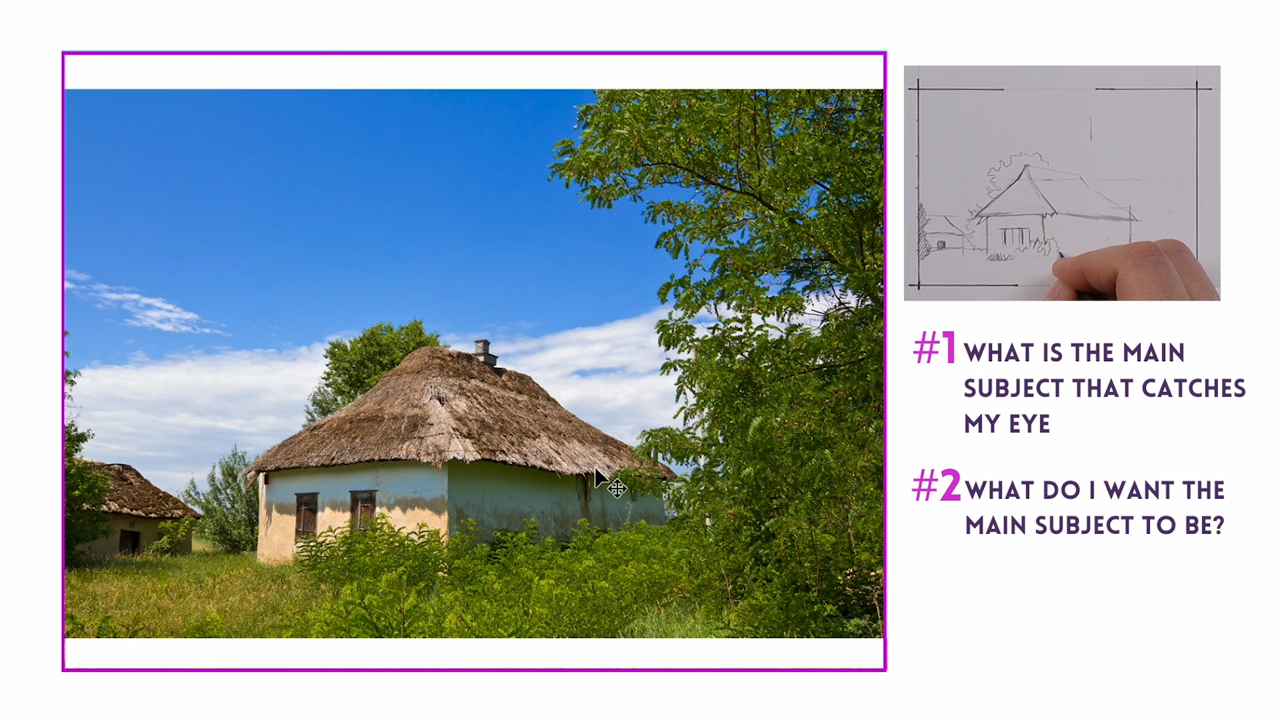 #1 WHAT IS THE MAIN
SUBJECT THAT CATCHES
MY EYE
#2 WHAT DO I WANT THE
MAIN SUBJECT TO BE?